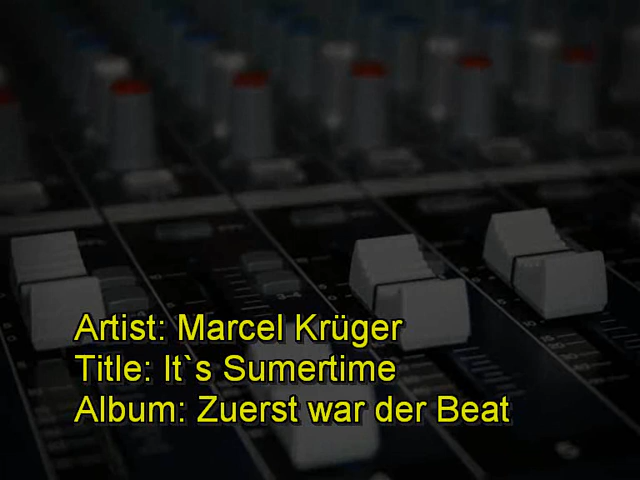 Artist: Marcel Krüger
Title: It`s Sumertime
Album: Zuerst war der Beat